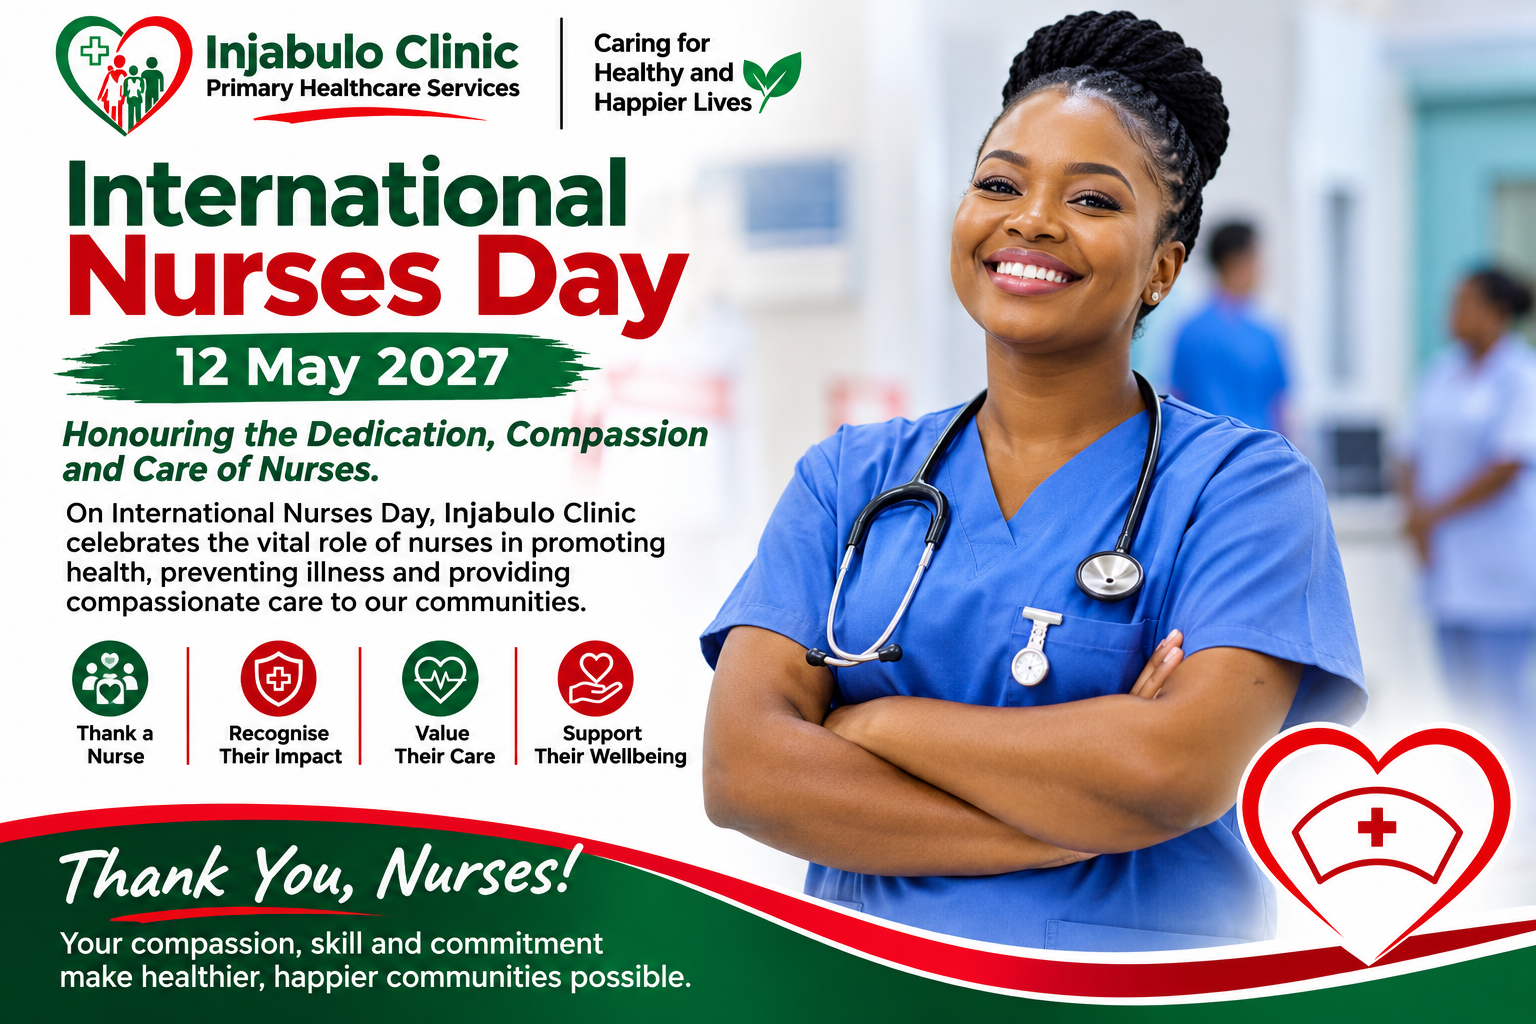 Injabulo Clinic
Primary Healthcare Services
Caring for
Healthy and
Happier Lives
International
Nurses Day
12 May 2027
Honouring the Dedication, Compassion
and Care of Nurses.
On International Nurses Day, Injabulo Clinic
celebrates the vital role of nurses in promoting
health, preventing illness and providing
compassionate care to our communities.
Thank a
Nurse
Recognise
Their Impact
Value
Their Care
Support
Their Wellbeing
Thank You, Nurses!
Your compassion, skill and commitment
make healthier, happier communities possible.